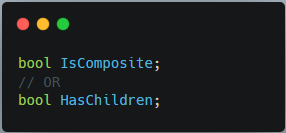 bool IsComposite;
// OR
bool HasChildren;